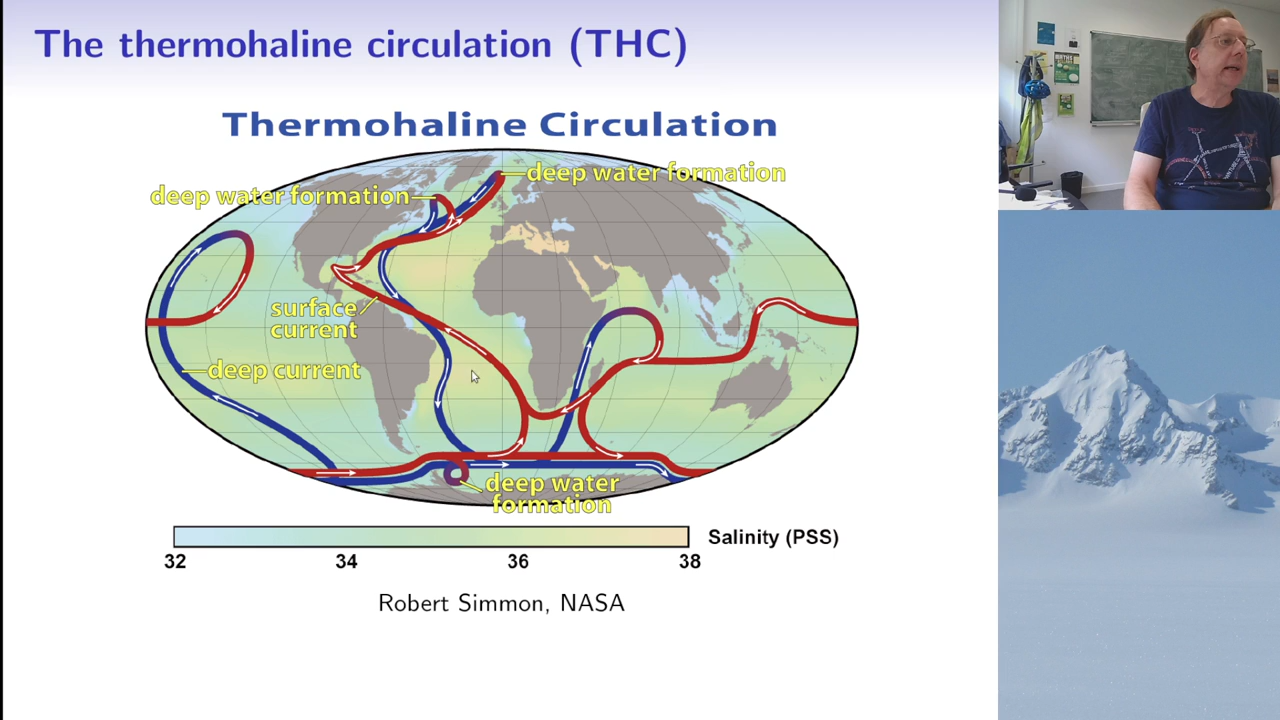 The thermohaline circulation (THC)
Thermohaline Circulation
deep water formation
deep water formation
surface
current
deep current
deep water
formation
32 34 36 38
Salinity (PSS)
Robert Simmon, NASA